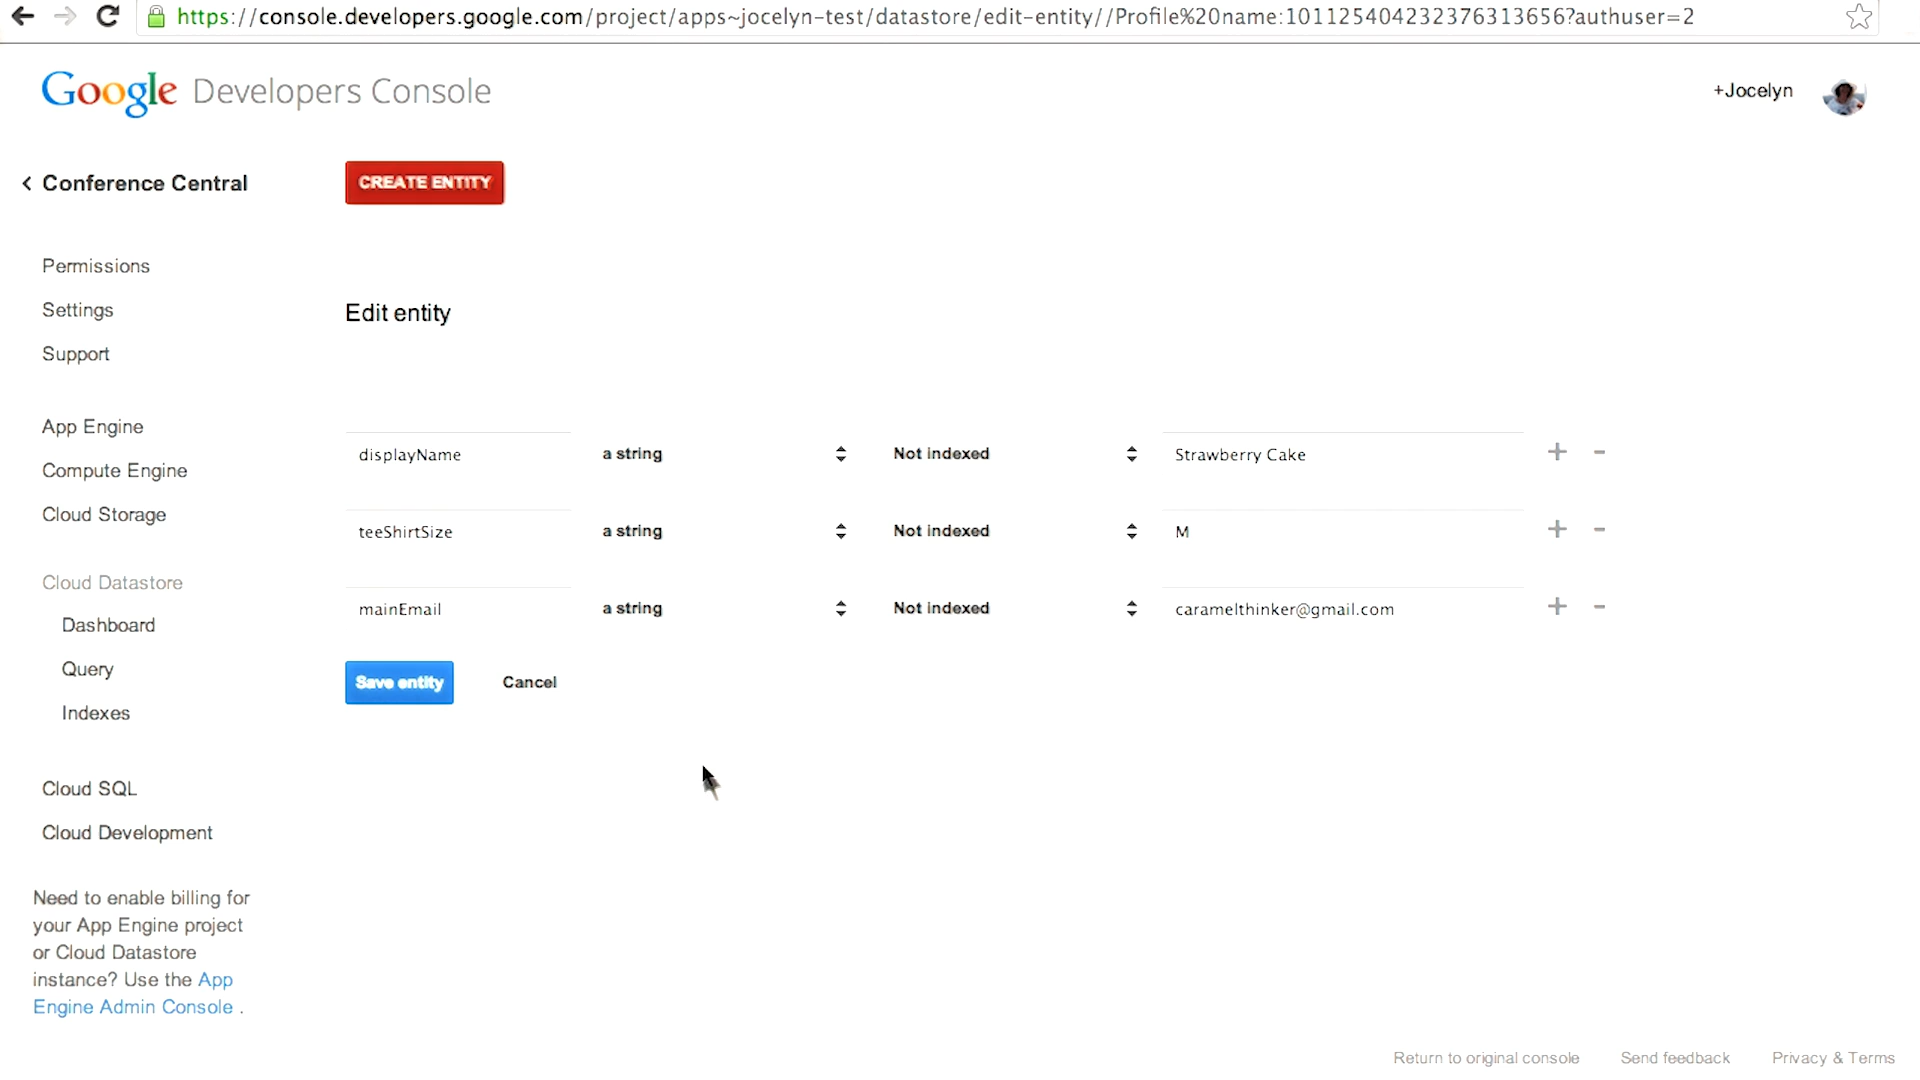 https://console.developers.google.com/project/apps~jocelyn-test/datastore/edit-entity//Profile%20name:101125404232376313656?authuser=2
Google Developers Console
+Jocelyn
Conference Central
CREATE ENTITY
Permissions
Settings
Support
Edit entity
App Engine
Compute Engine
Cloud Storage
displayName a string Not indexed Strawberry Cake + -
teeShirtSize a string Not indexed M + -
mainEmail a string Not indexed caramelthinker@gmail.com + -
Save entity Cancel
Cloud Datastore
Dashboard
Query
Indexes
Cloud SQL
Cloud Development
Need to enable billing for
your App Engine project
or Cloud Datastore
instance? Use the App
Engine Admin Console .
Return to original console Send feedback Privacy & Terms